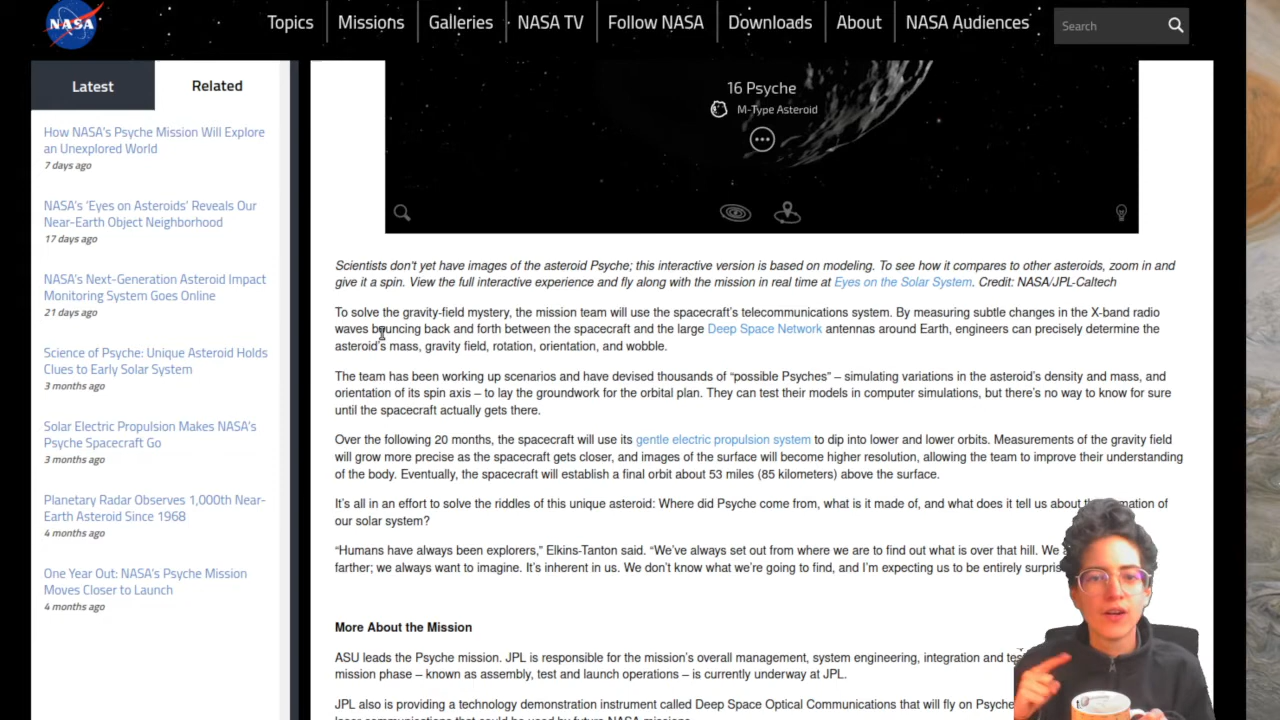 NASA
Topics
Missions
Galleries
NASA TV
Follow NASA
Downloads
About
NASA Audiences
Search
Latest
Related
How NASA's Psyche Mission Will Explore
an Unexplored World
7 days ago
NASA's 'Eyes on Asteroids' Reveals Our
Near-Earth Object Neighborhood
17 days ago
NASA's Next-Generation Asteroid Impact
Monitoring System Goes Online
21 days ago
Science of Psyche: Unique Asteroid Holds
Clues to Early Solar System
3 months ago
Solar Electric Propulsion Makes NASA's
Psyche Spacecraft Go
3 months ago
Planetary Radar Observes 1,000th Near-
Earth Asteroid Since 1968
4 months ago
One Year Out: NASA's Psyche Mission
Moves Closer to Launch
4 months ago
16 Psyche
M-Type Asteroid
Scientists don't yet have images of the asteroid Psyche; this interactive version is based on modeling. To see how it compares to other asteroids, zoom in and
give it a spin. View the full interactive experience and fly along with the mission in real time at Eyes on the Solar System. Credit: NASA/JPL-Caltech
To solve the gravity-field mystery, the mission team will use the spacecraft's telecommunications system. By measuring subtle changes in the X-band radio
waves bouncing back and forth between the spacecraft and the large Deep Space Network antennas around Earth, engineers can precisely determine the
asteroid's mass, gravity field, rotation, orientation, and wobble.
The team has been working up scenarios and have devised thousands of "possible Psyches" – simulating variations in the asteroid's density and mass, and
orientation of its spin axis – to lay the groundwork for the orbital plan. They can test their models in computer simulations, but there's no way to know for sure
until the spacecraft actually gets there.
Over the following 20 months, the spacecraft will use its gentle electric propulsion system to dip into lower and lower orbits. Measurements of the gravity field
will grow more precise as the spacecraft gets closer, and images of the surface will become higher resolution, allowing the team to improve their understanding
of the body. Eventually, the spacecraft will establish a final orbit about 53 miles (85 kilometers) above the surface.
It's all in an effort to solve the riddles of this unique asteroid: Where did Psyche come from, what is it made of, and what does it tell us about of
our solar system?
"Humans have always been explorers," Elkins-Tanton said. "We've always set out from where we are to find out what is over that hill. We
farther; we always want to imagine. It's inherent in us. We don't know what we're going to find, and I'm expecting us to be entirely
More About the Mission
ASU leads the Psyche mission. JPL is responsible for the mission's overall management, system engineering, integration and
mission phase – known as assembly, test and launch operations – is currently underway at JPL.
JPL also is providing a technology demonstration instrument called Deep Space Optical Communications that will fly on Psyche
laser communications that could be used by future NASA missions.